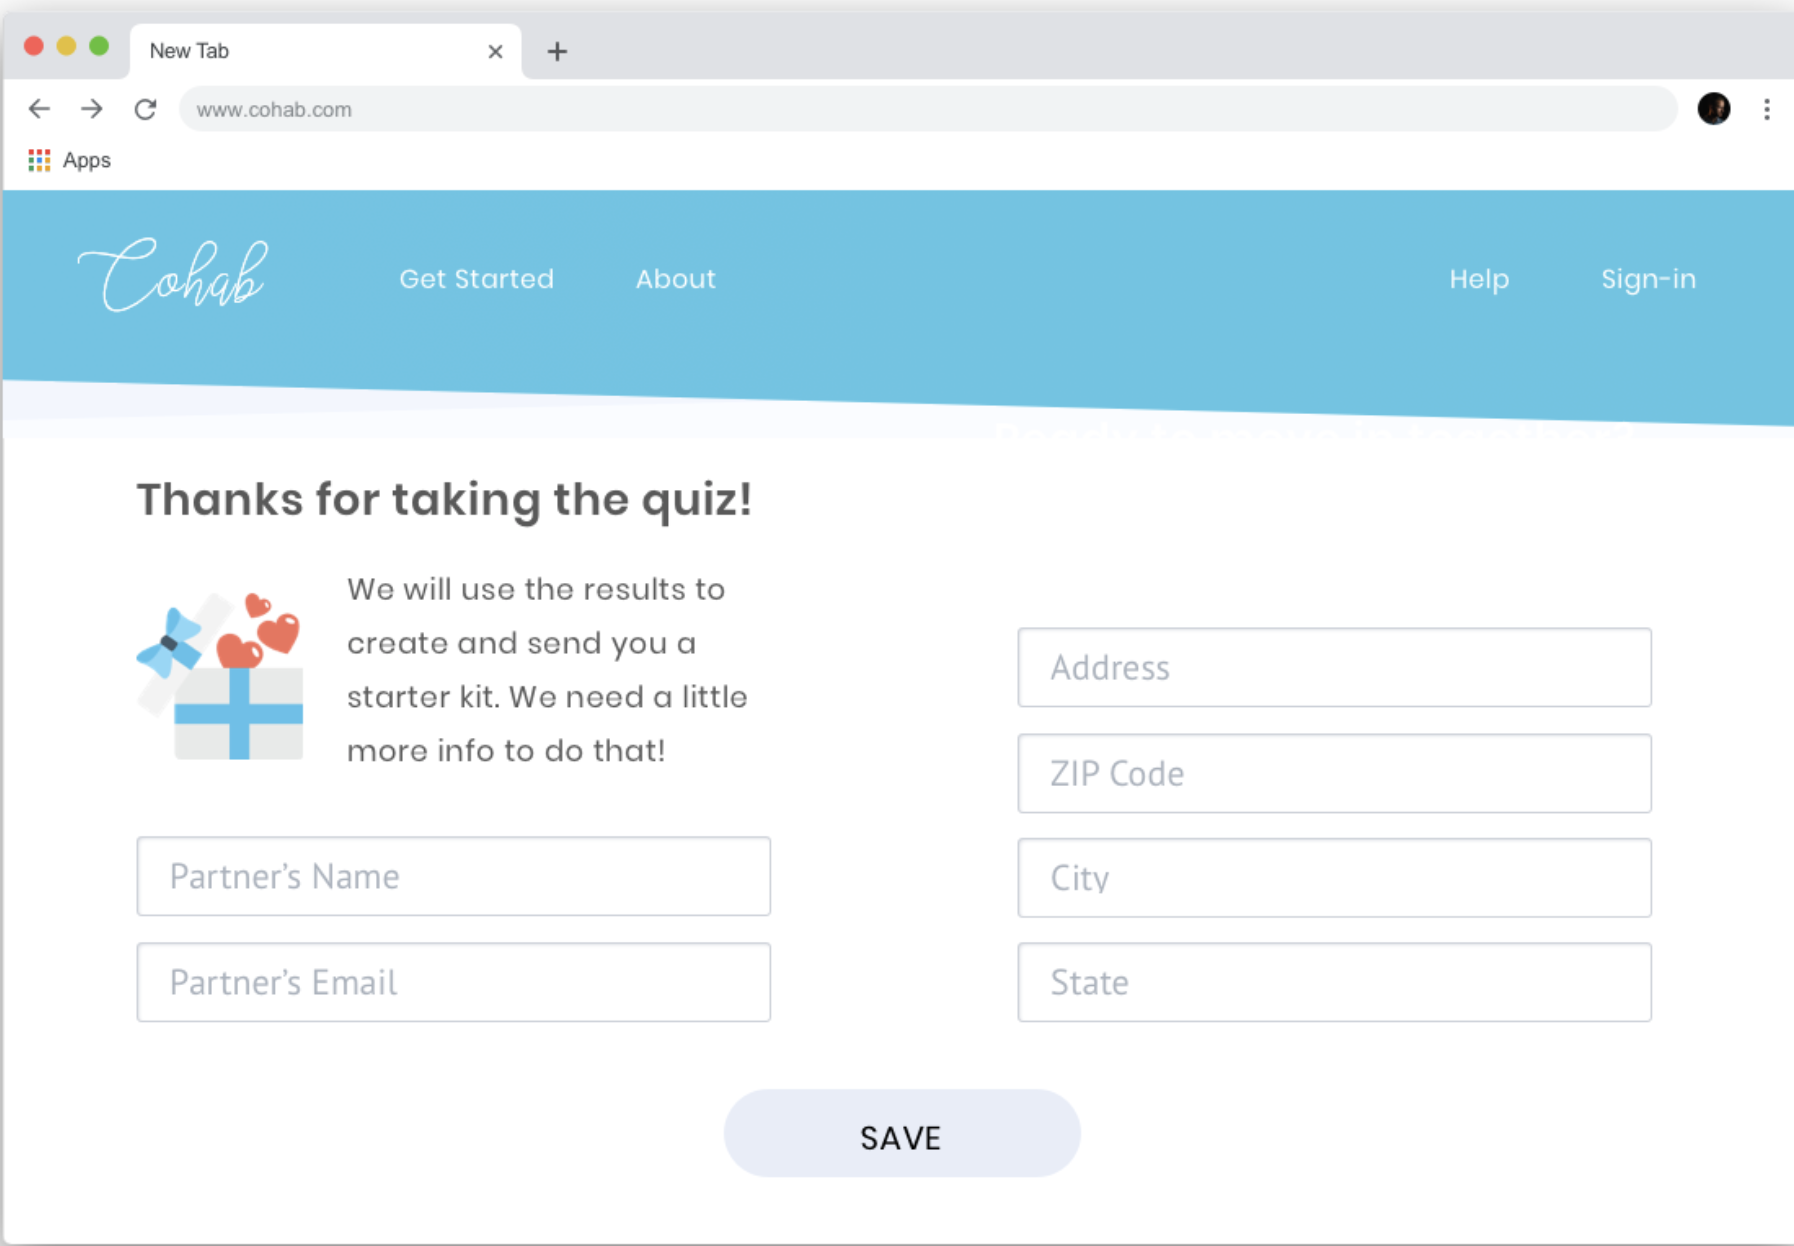 New Tab
www.cohab.com
Apps
Cohab
Get Started
About
Help
Sign-in
Thanks for taking the quiz!
We will use the results to
create and send you a
starter kit. We need a little
more info to do that!
Partner's Name
Partner's Email
Address
ZIP Code
City
State
SAVE